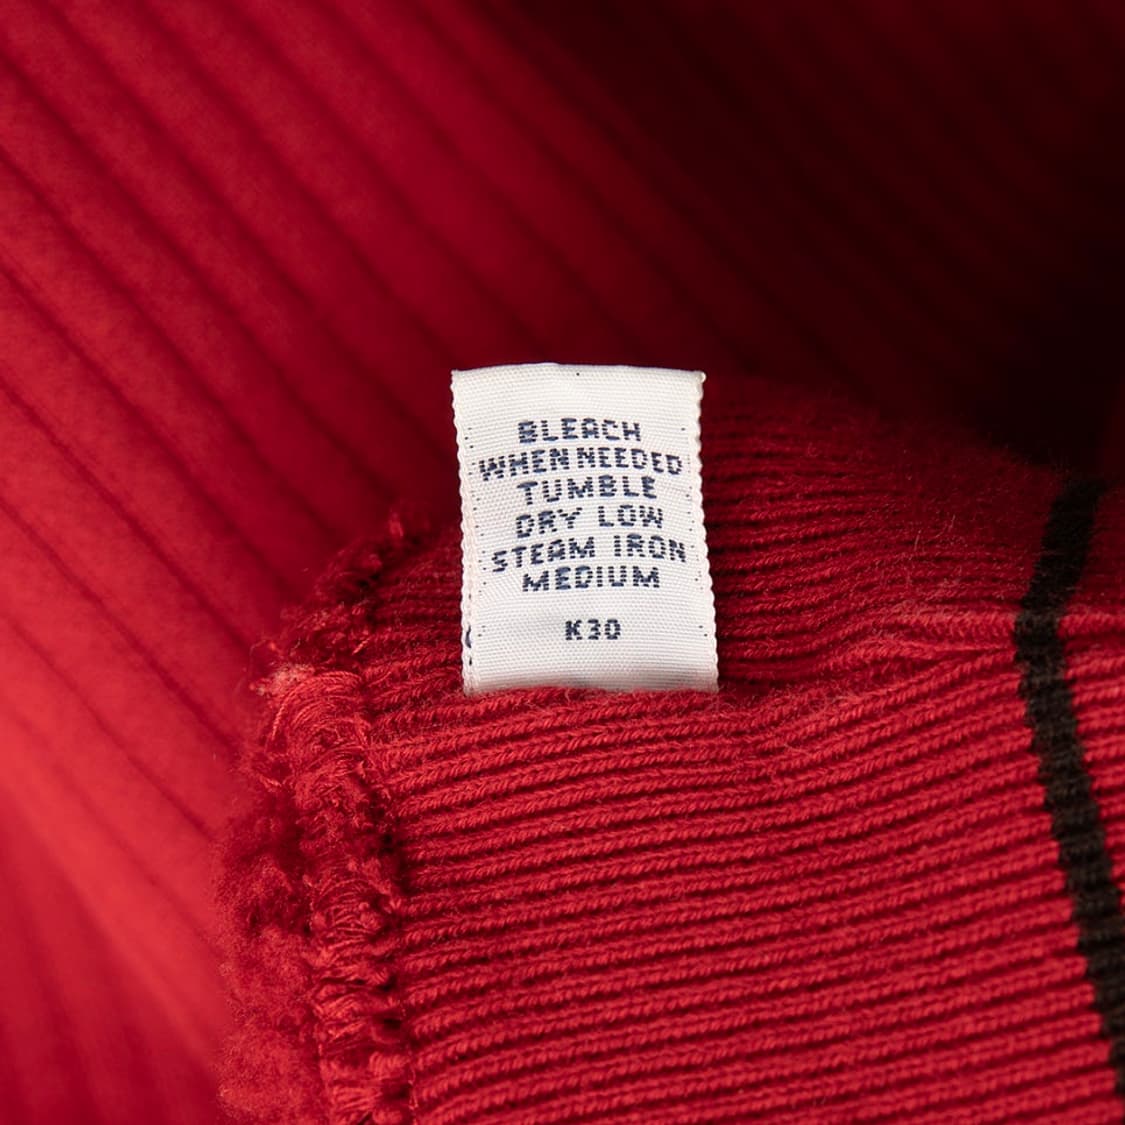 BLEACH
WHEN NEEDED
TUMBLE
DRY LOW
STEAM IRON
MEDIUM
K30